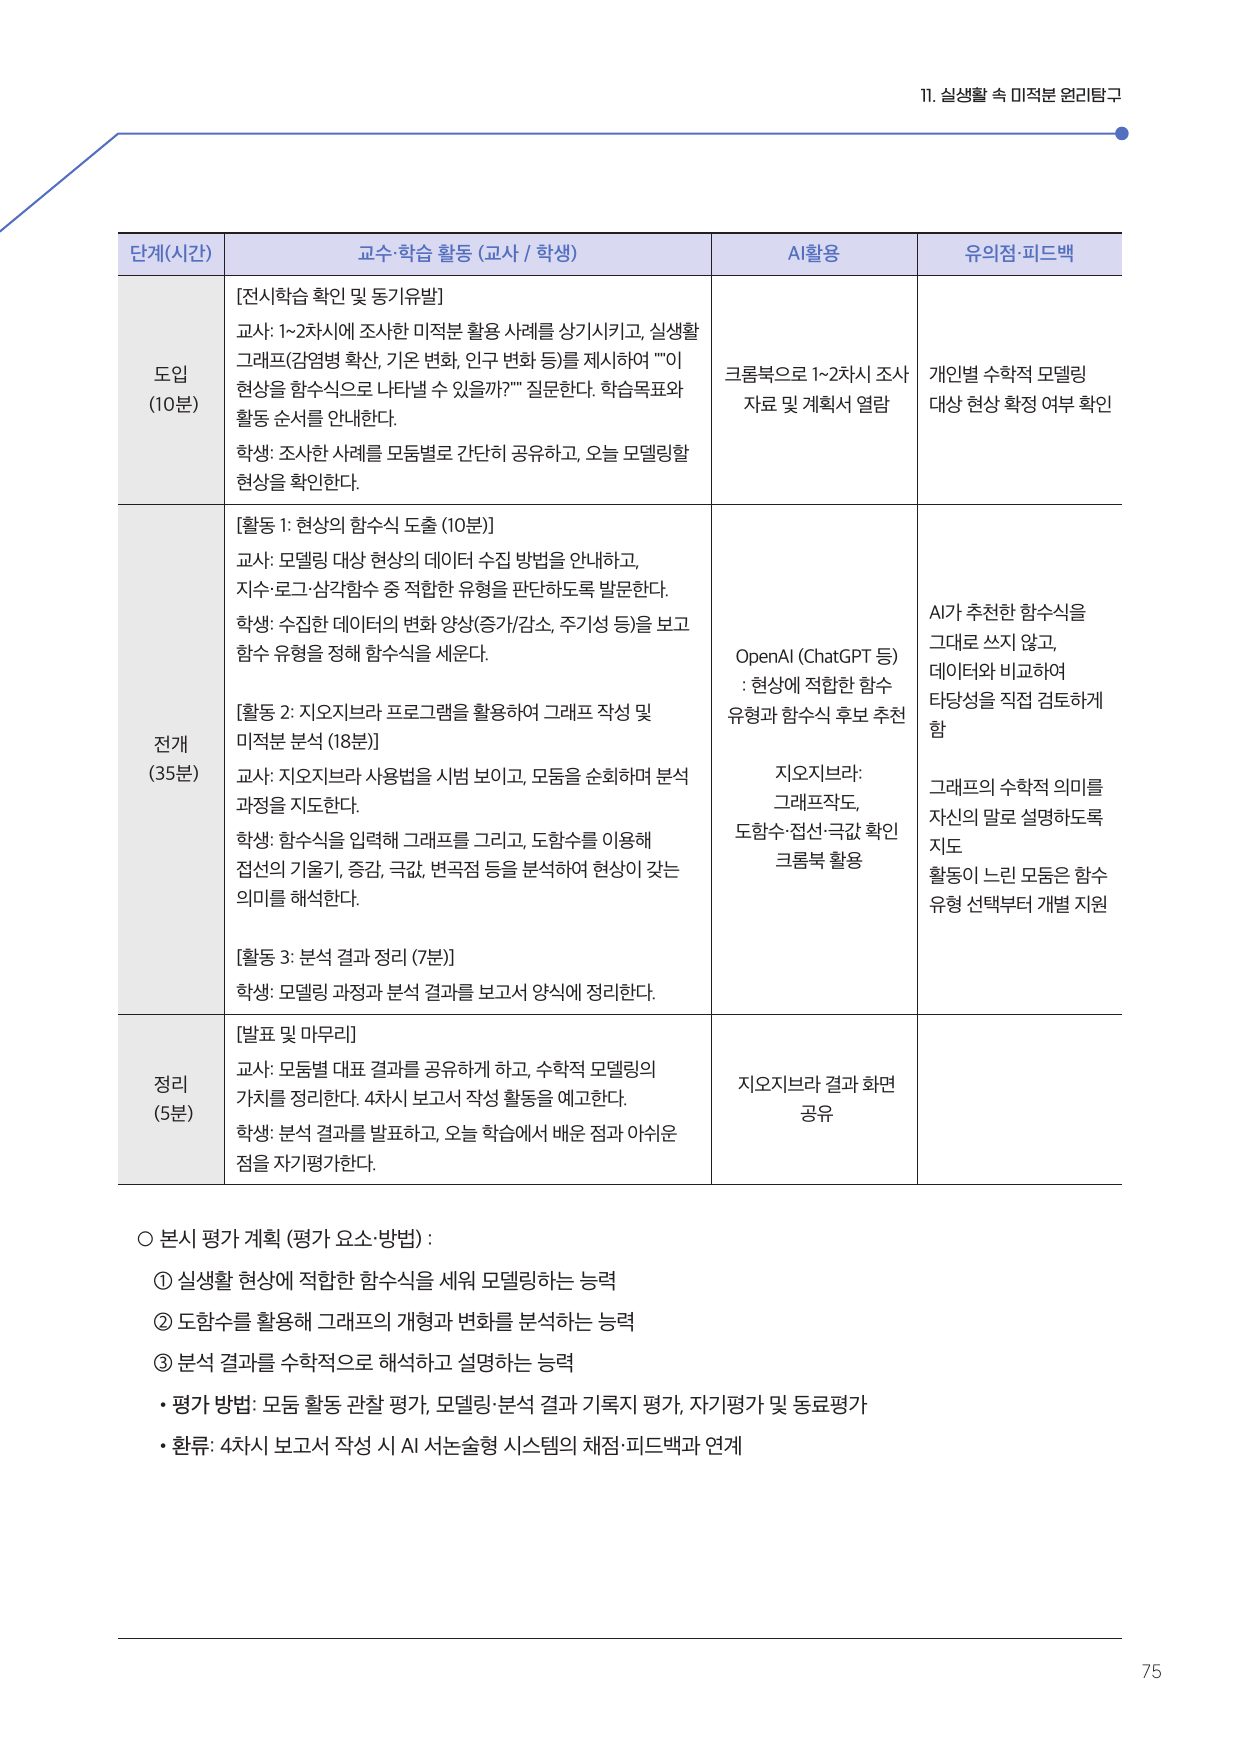 11. 실생활 속 미적분 원리탐구
단계(시간)
교수·학습 활동 (교사 / 학생)
AI활용
유의점·피드백
도입
(10분)
[전시학습 확인 및 동기유발]
교사: 1~2차시에 조사한 미적분 활용 사례를 상기시키고, 실생활
그래프(감염병 확산, 기온 변화, 인구 변화 등)를 제시하여 ""이
현상을 함수식으로 나타낼 수 있을까?"" 질문한다. 학습목표와
활동 순서를 안내한다.
학생: 조사한 사례를 모둠별로 간단히 공유하고, 오늘 모델링할
현상을 확인한다.
크롬북으로 1~2차시 조사
자료 및 계획서 열람
개인별 수학적 모델링
대상 현상 확정 여부 확인
전개
(35분)
[활동 1: 현상의 함수식 도출 (10분)]
교사: 모델링 대상 현상의 데이터 수집 방법을 안내하고,
지수·로그·삼각함수 중 적합한 유형을 판단하도록 발문한다.
학생: 수집한 데이터의 변화 양상(증가/감소, 주기성 등)을 보고
함수 유형을 정해 함수식을 세운다.
[활동 2: 지오지브라 프로그램을 활용하여 그래프 작성 및
미적분 분석 (18분)]
교사: 지오지브라 사용법을 시범 보이고, 모둠을 순회하며 분석
과정을 지도한다.
학생: 함수식을 입력해 그래프를 그리고, 도함수를 이용해
접선의 기울기, 증감, 극값, 변곡점 등을 분석하여 현상이 갖는
의미를 해석한다.
[활동 3: 분석 결과 정리 (7분)]
학생: 모델링 과정과 분석 결과를 보고서 양식에 정리한다.
OpenAI (ChatGPT 등)
: 현상에 적합한 함수
유형과 함수식 후보 추천
지오지브라:
그래프작도,
도함수·접선·극값 확인
크롬북 활용
AI가 추천한 함수식을
그대로 쓰지 않고,
데이터와 비교하여
타당성을 직접 검토하게
함
그래프의 수학적 의미를
자신의 말로 설명하도록
지도
활동이 느린 모둠은 함수
유형 선택부터 개별 지원
정리
(5분)
[발표 및 마무리]
교사: 모둠별 대표 결과를 공유하게 하고, 수학적 모델링의
가치를 정리한다. 4차시 보고서 작성 활동을 예고한다.
학생: 분석 결과를 발표하고, 오늘 학습에서 배운 점과 아쉬운
점을 자기평가한다.
지오지브라 결과 화면
공유
○ 본시 평가 계획 (평가 요소·방법) :
① 실생활 현상에 적합한 함수식을 세워 모델링하는 능력
② 도함수를 활용해 그래프의 개형과 변화를 분석하는 능력
③ 분석 결과를 수학적으로 해석하고 설명하는 능력
• 평가 방법: 모둠 활동 관찰 평가, 모델링·분석 결과 기록지 평가, 자기평가 및 동료평가
• 환류: 4차시 보고서 작성 시 AI 서논술형 시스템의 채점·피드백과 연계
75